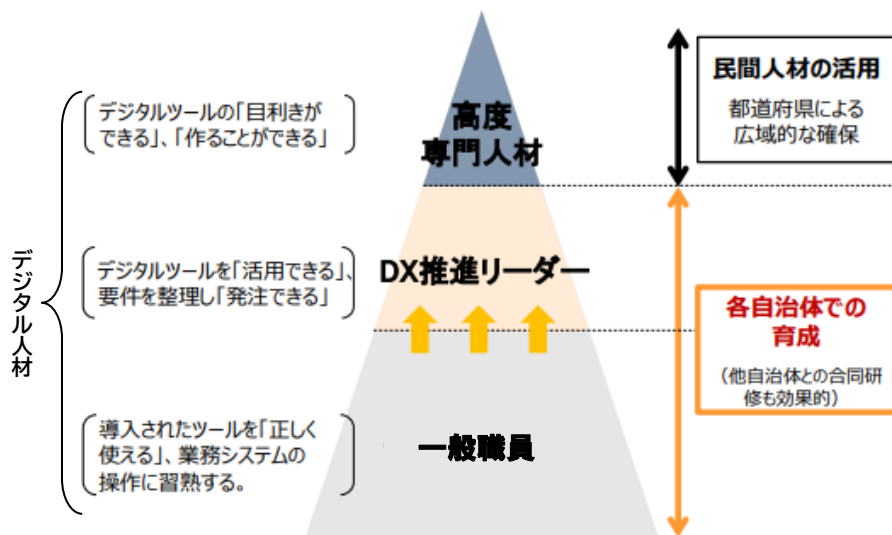 デジタル人材
デジタルツールの「目利きが
できる」、「作ることができる」
高度
専門人材
民間人材の活用
都道府県による
広域的な確保
デジタルツールを「活用できる」、
要件を整理し「発注できる」
DX推進リーダー
各自治体での
育成
（他自治体との合同研
修も効果的）
導入されたツールを「正しく
使える」、業務システムの
操作に習熟する。
一般職員